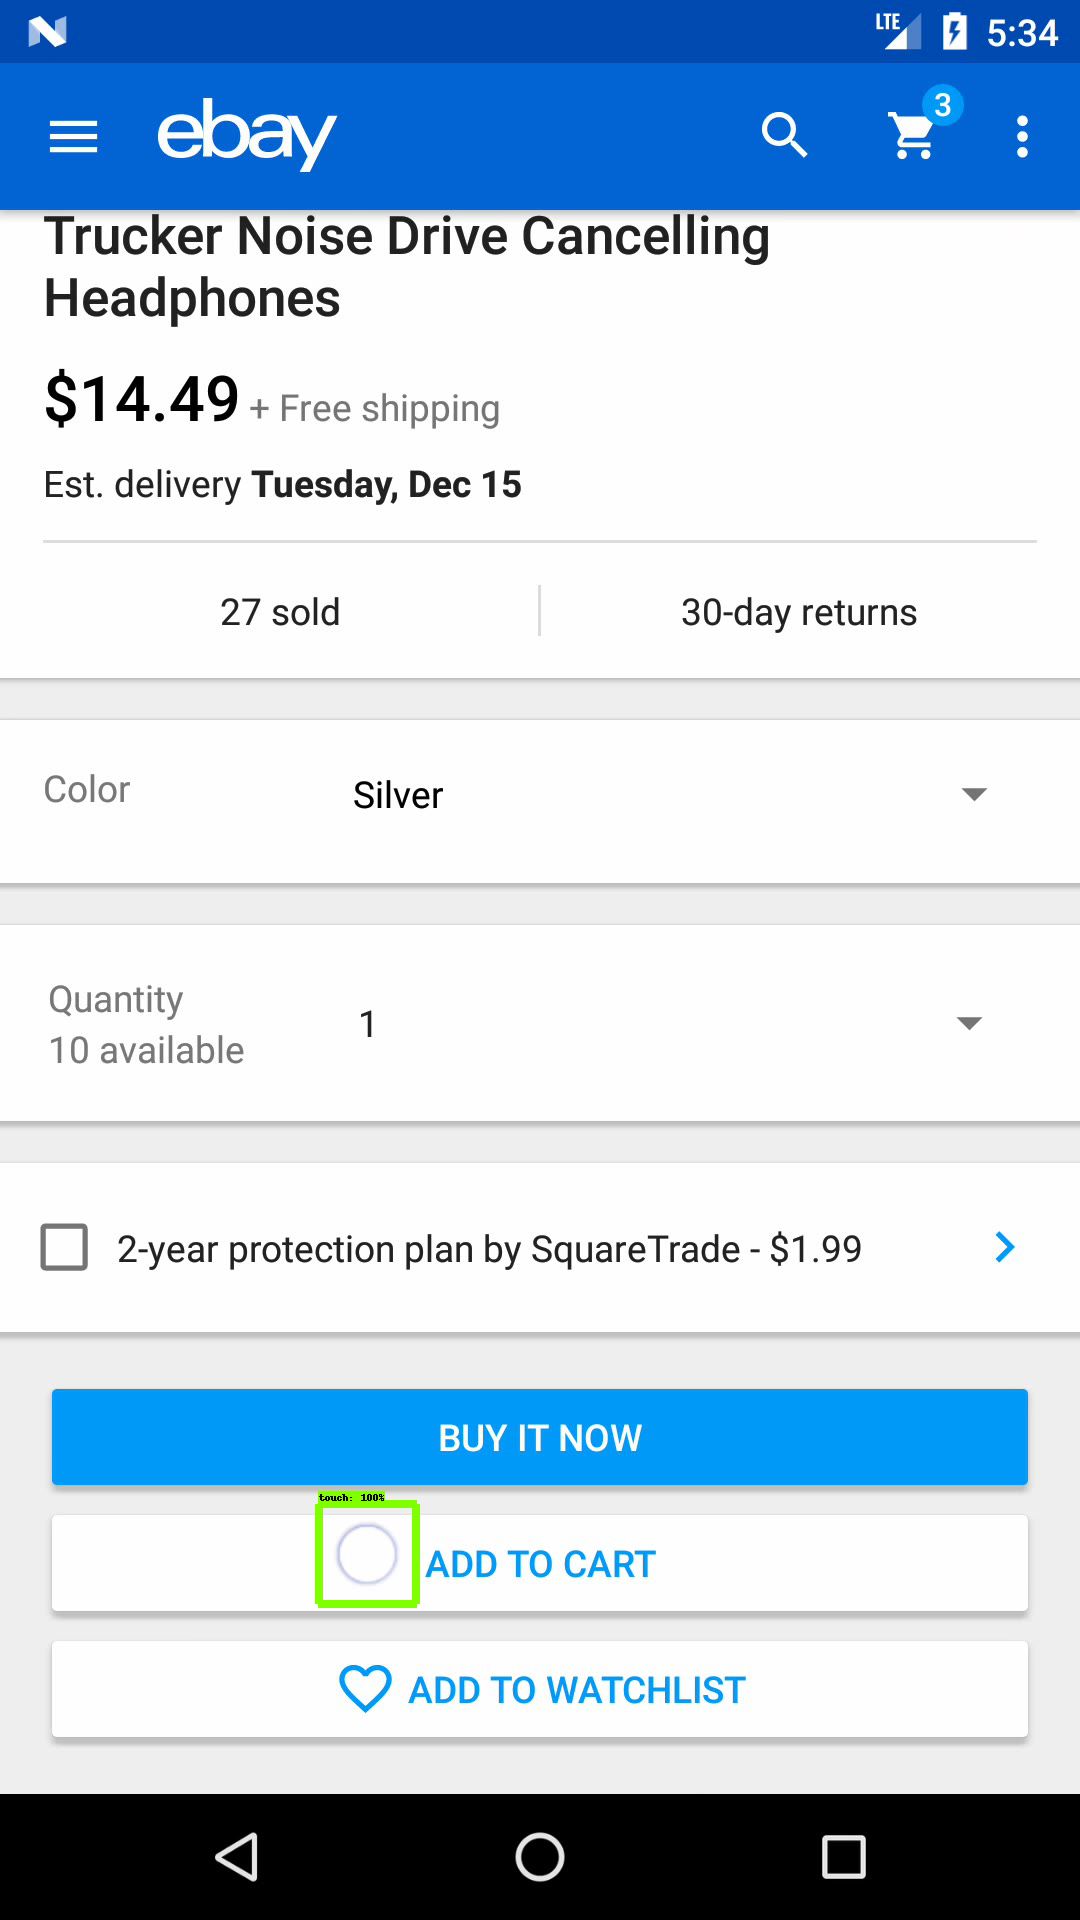 LTE 5:34
ebay 3
Trucker Noise Drive Cancelling
Headphones
$14.49 + Free shipping
Est. delivery Tuesday, Dec 15
27 sold 30-day returns
Color Silver
Quantity 1
10 available
2-year protection plan by SquareTrade - $1.99
BUY IT NOW
touch: 100%
ADD TO CART
ADD TO WATCHLIST